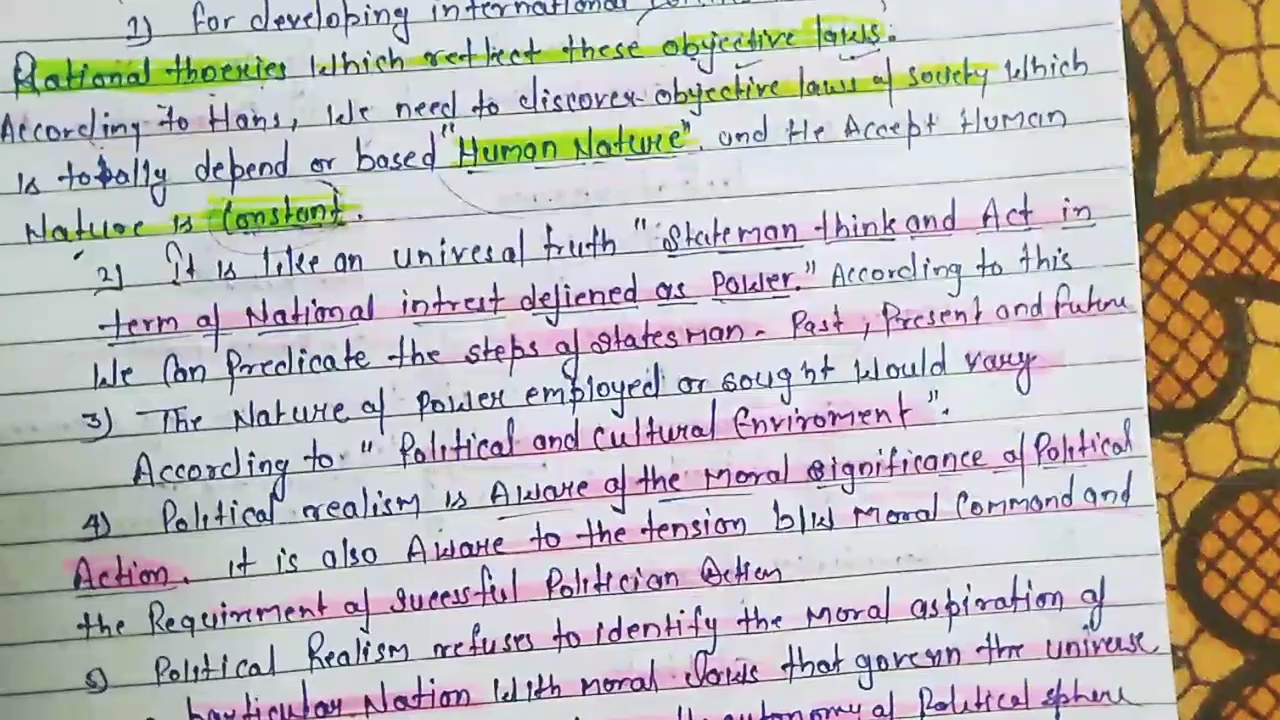 1) for developing international
Rational thoeries which reflect these objective laws.
According to Hans, We need to discover objective laws of society which
is totally depend or based "Human Nature". and He Accept Human
Nature is Constant.
2) It is like an universal truth "Stateman think and Act in
term of National intrest defiened as Power." According to this
We Can Predicate the steps of statesman - Past, Present and Future
3) The Nature of Power employed or sought would vary
According to "Political and cultural Enviroment".
4) Political realism is Aware of the moral significance of Political
Action. it is also Aware to the tension b/w moral Command and
the Requirment of sucessful Politician Action
5) Political Realism refuses to identify the moral aspiration of
particular Nation with moral laws that govern the universe
autonomy of Political sphere